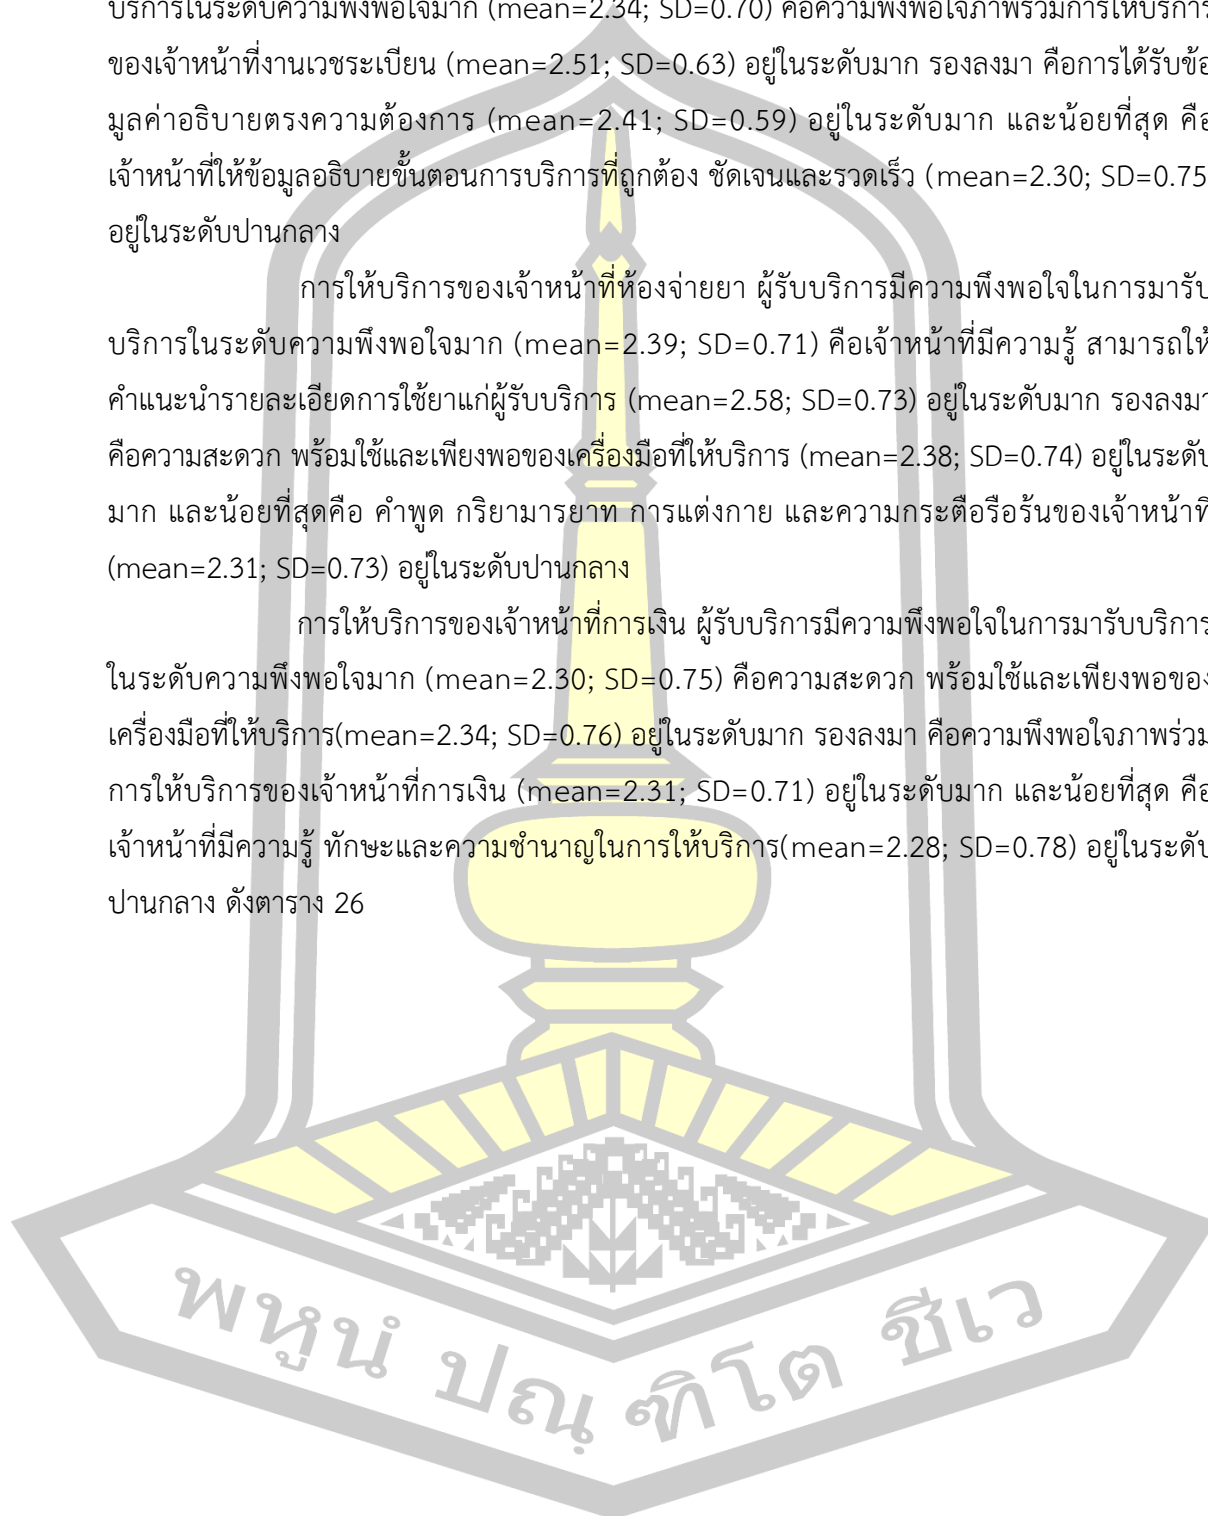 บริการในระดับความพึงพอใจมาก (mean=2.34; SD=0.70) คือความพึงพอใจภาพรวมการให้บริการ
ของเจ้าหน้าที่งานเวชระเบียน (mean=2.51; SD=0.63) อยู่ในระดับมาก รองลงมา คือการได้รับข้อ
มูลค่าอธิบายตรงความต้องการ (mean=2.41; SD=0.59) อยู่ในระดับมาก และน้อยที่สุด คือ
เจ้าหน้าที่ให้ข้อมูลอธิบายขั้นตอนการบริการที่ถูกต้อง ชัดเจนและรวดเร็ว (mean=2.30; SD=0.75
อยู่ในระดับปานกลาง
การให้บริการของเจ้าหน้าที่ห้องจ่ายยา ผู้รับบริการมีความพึงพอใจในการมารับ
บริการในระดับความพึงพอใจมาก (mean=2.39; SD=0.71) คือเจ้าหน้าที่มีความรู้ สามารถให้
คำแนะนำรายละเอียดการใช้ยาแก่ผู้รับบริการ (mean=2.58; SD=0.73) อยู่ในระดับมาก รองลงมา
คือความสะดวก พร้อมใช้และเพียงพอของเครื่องมือที่ให้บริการ (mean=2.38; SD=0.74) อยู่ในระดับ
มาก และน้อยที่สุดคือ คำพูด กริยามารยาท การแต่งกาย และความกระตือรือร้นของเจ้าหน้าที่
(mean=2.31; SD=0.73) อยู่ในระดับปานกลาง
การให้บริการของเจ้าหน้าที่การเงิน ผู้รับบริการมีความพึงพอใจในการมารับบริการ
ในระดับความพึงพอใจมาก (mean=2.30; SD=0.75) คือความสะดวก พร้อมใช้และเพียงพอของ
เครื่องมือที่ให้บริการ(mean=2.34; SD=0.76) อยู่ในระดับมาก รองลงมา คือความพึงพอใจภาพร่วม
การให้บริการของเจ้าหน้าที่การเงิน (mean=2.31; SD=0.71) อยู่ในระดับมาก และน้อยที่สุด คือ
เจ้าหน้าที่มีความรู้ ทักษะและความชำนาญในการให้บริการ(mean=2.28; SD=0.78) อยู่ในระดับ
ปานกลาง ดังตาราง 26
พหูนํ ปณฺฑิโต ชีเว